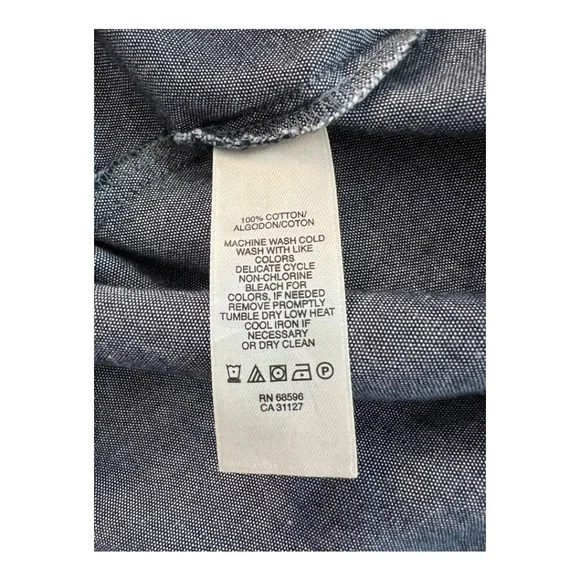 100% COTTON/
ALGODON/COTON
MACHINE WASH COLD
WASH WITH LIKE
COLORS
DELICATE CYCLE
NON-CHLORINE
BLEACH FOR
COLORS, IF NEEDED
REMOVE PROMPTLY
TUMBLE DRY LOW HEAT
COOL IRON IF
NECESSARY
OR DRY CLEAN
P
RN 68596
CA 31127